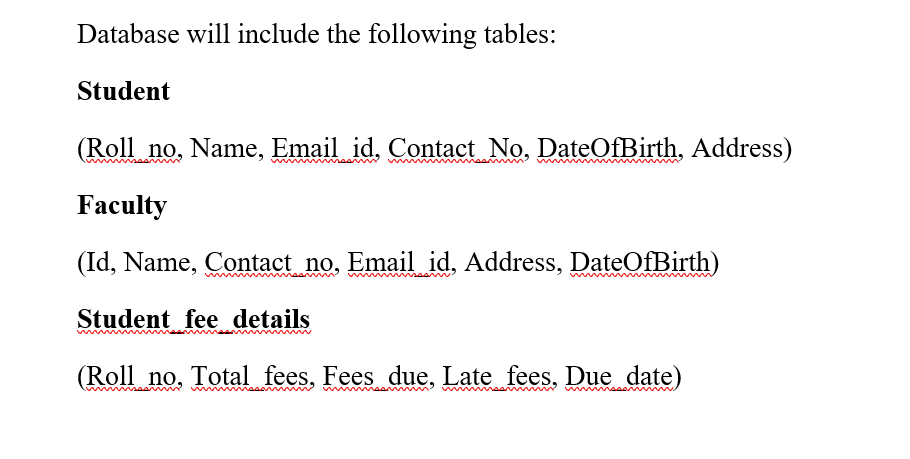 Database will include the following tables:
Student
(Roll_no, Name, Email_id, Contact_No, DateOfBirth, Address)
Faculty
(Id, Name, Contact_no, Email_id, Address, DateOfBirth)
Student_fee_details
(Roll_no, Total_fees, Fees_due, Late_fees, Due_date)